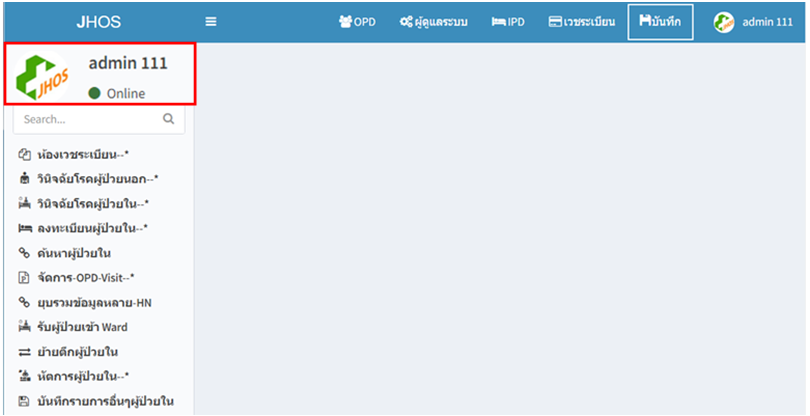 JHOS
OPD ผู้ดูแลระบบ IPD เวชระเบียน บันทึก admin 111
JHOS
admin 111
Online
Search...
ห้องเวชระเบียน--*
วินิจฉัยโรคผู้ป่วยนอก--*
วินิจฉัยโรคผู้ป่วยใน--*
ลงทะเบียนผู้ป่วยใน--*
ค้นหาผู้ป่วยใน
จัดการ-OPD-Visit--*
ยุบรวมข้อมูลหลาย-HN
รับผู้ป่วยเข้า Ward
ย้ายตึกผู้ป่วยใน
หัตการผู้ป่วยใน--*
บันทึกรายการอื่นๆผู้ป่วยใน